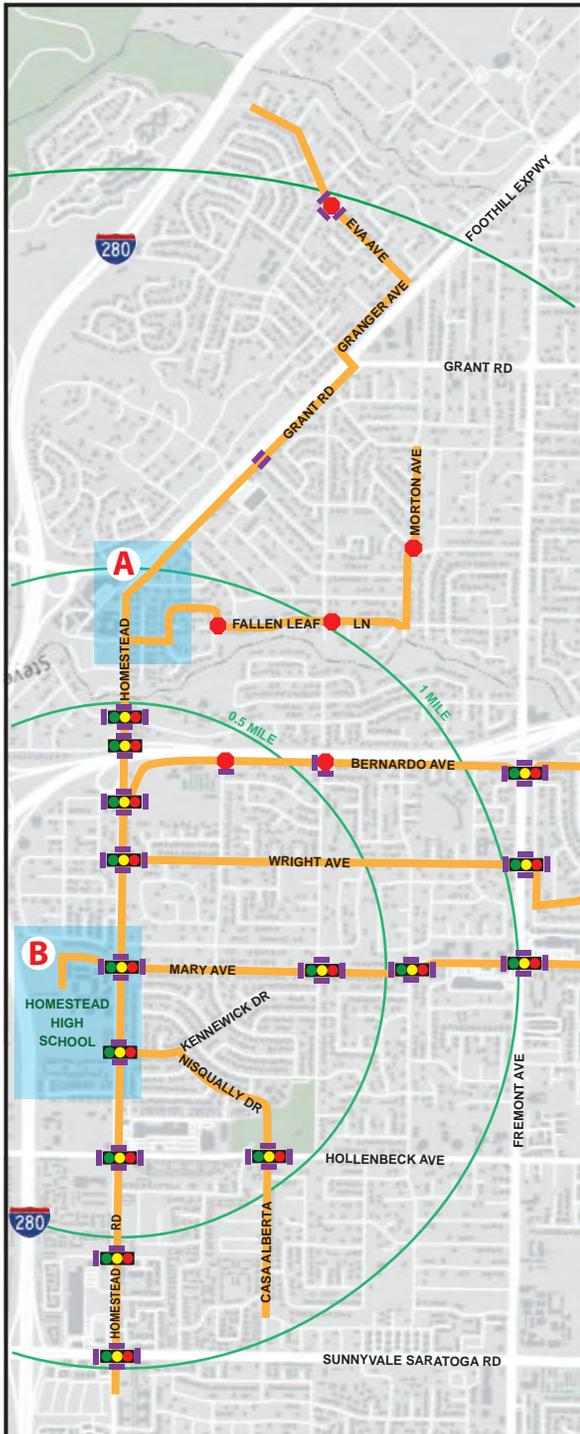 FOOTHILL EXPWY
EVA AVE
280
GRANGER AVE
GRANT RD
GRANT RD
MORTON AVE
A
FALLEN LEAF LN
HOMESTEAD
Steve
1 MILE
0.5 MILE
BERNARDO AVE
WRIGHT AVE
B
MARY AVE
HOMESTEAD
HIGH
SCHOOL
KENNEWICK DR
NISQUALLY DR
FREMONT AVE
HOLLENBECK AVE
280
CASA ALBERTA
HOMESTEAD RD
SUNNYVALE SARATOGA RD